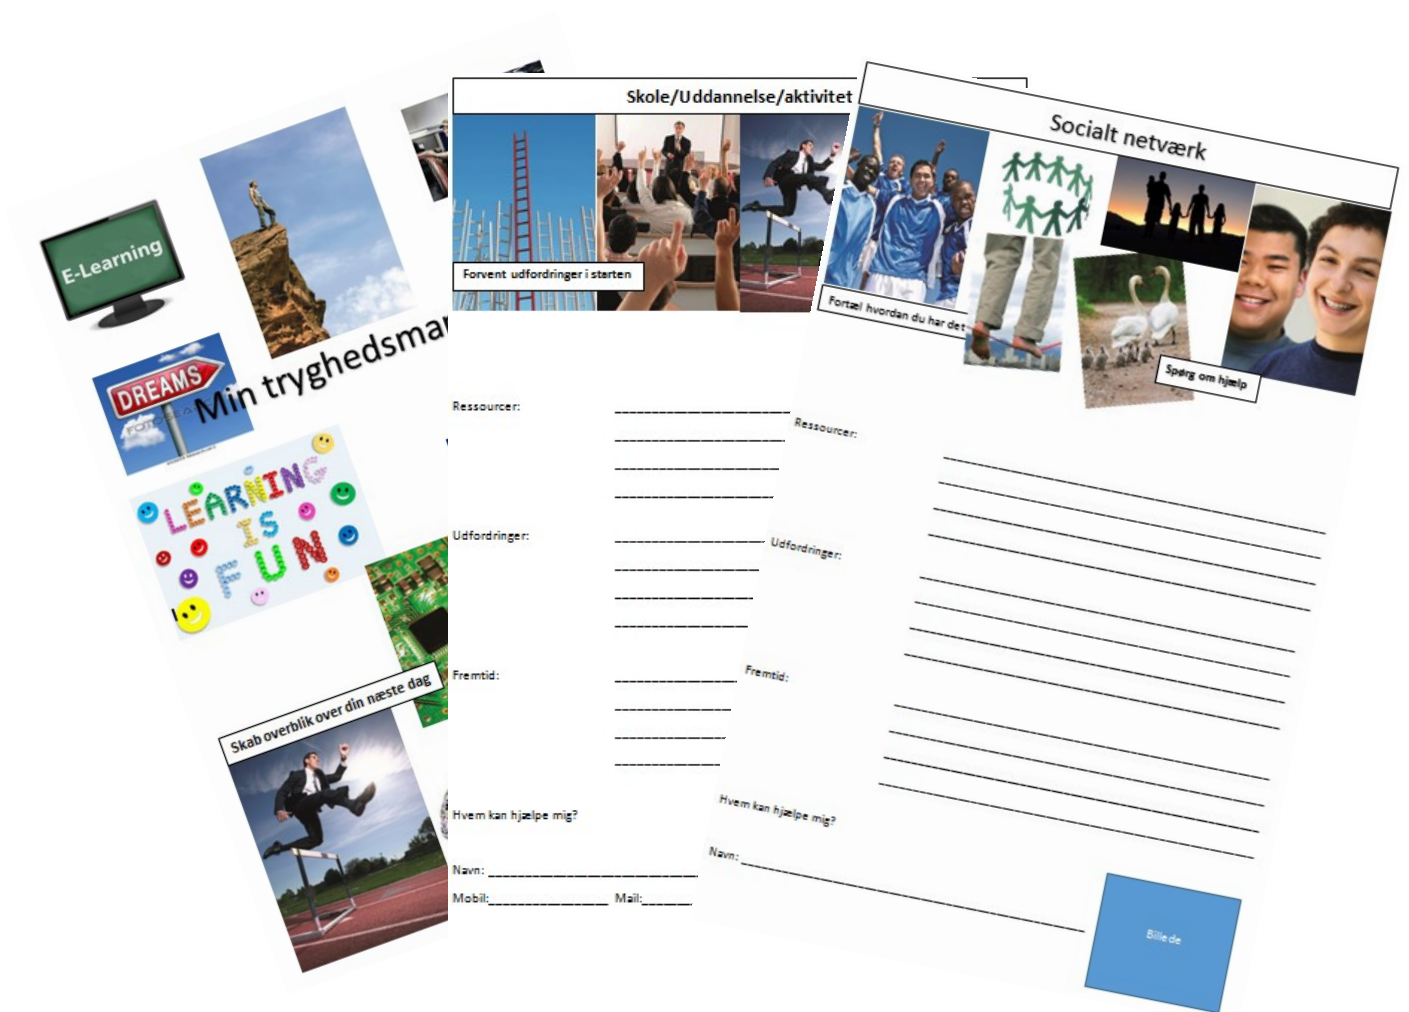 E-Learning
DREAMS
Min tryghedsma
LEARNING
IS
FUN
Skab overblik over din næste dag
Skole/Uddannelse/aktivitet
Forvent udfordringer i starten
Ressourcer:
Udfordringer:
Fremtid:
Hvem kan hjælpe mig?
Navn:
Mobil: Mail:
Socialt netværk
Fortæl hvordan du har det
Spørg om hjælp
Ressourcer:
Udfordringer:
Fremtid:
Hvem kan hjælpe mig?
Navn:
Billede